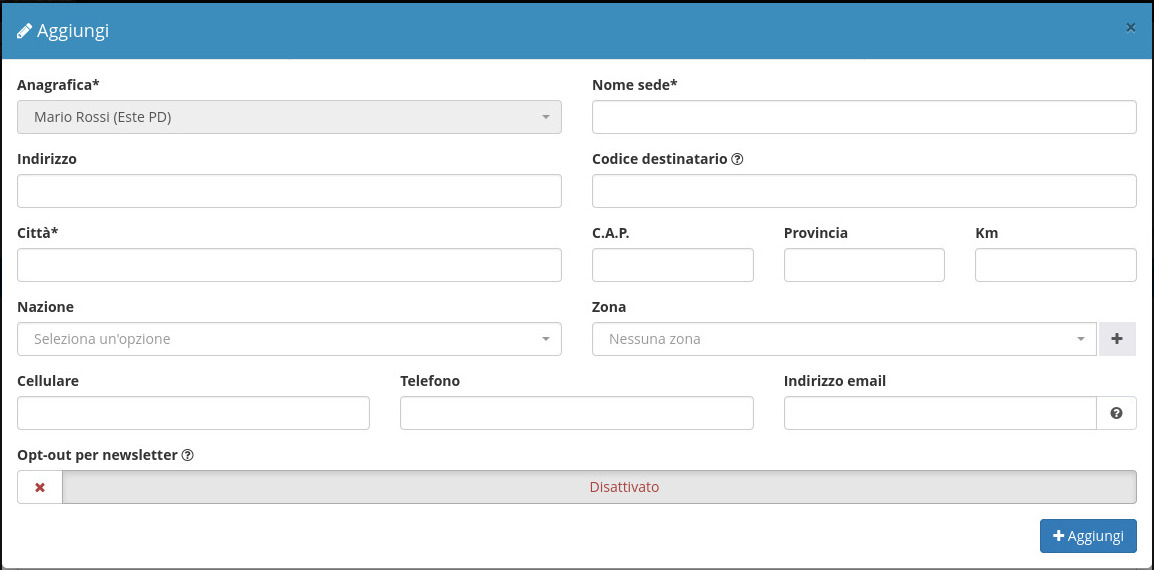 Aggiungi ×
Anagrafica* Nome sede*
Mario Rossi (Este PD)
Indirizzo Codice destinatario
Città* C.A.P. Provincia Km
Nazione Zona
Seleziona un'opzione Nessuna zona
Cellulare Telefono Indirizzo email
Opt-out per newsletter
Disattivato
Aggiungi